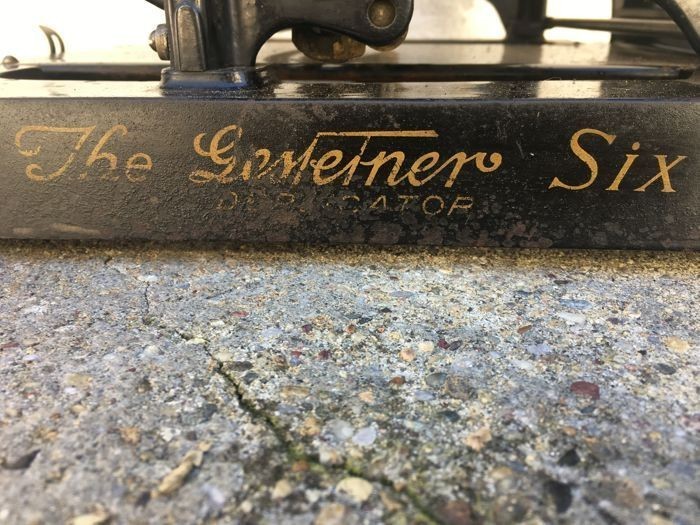 The Gestetner Six
DUPLICATOR